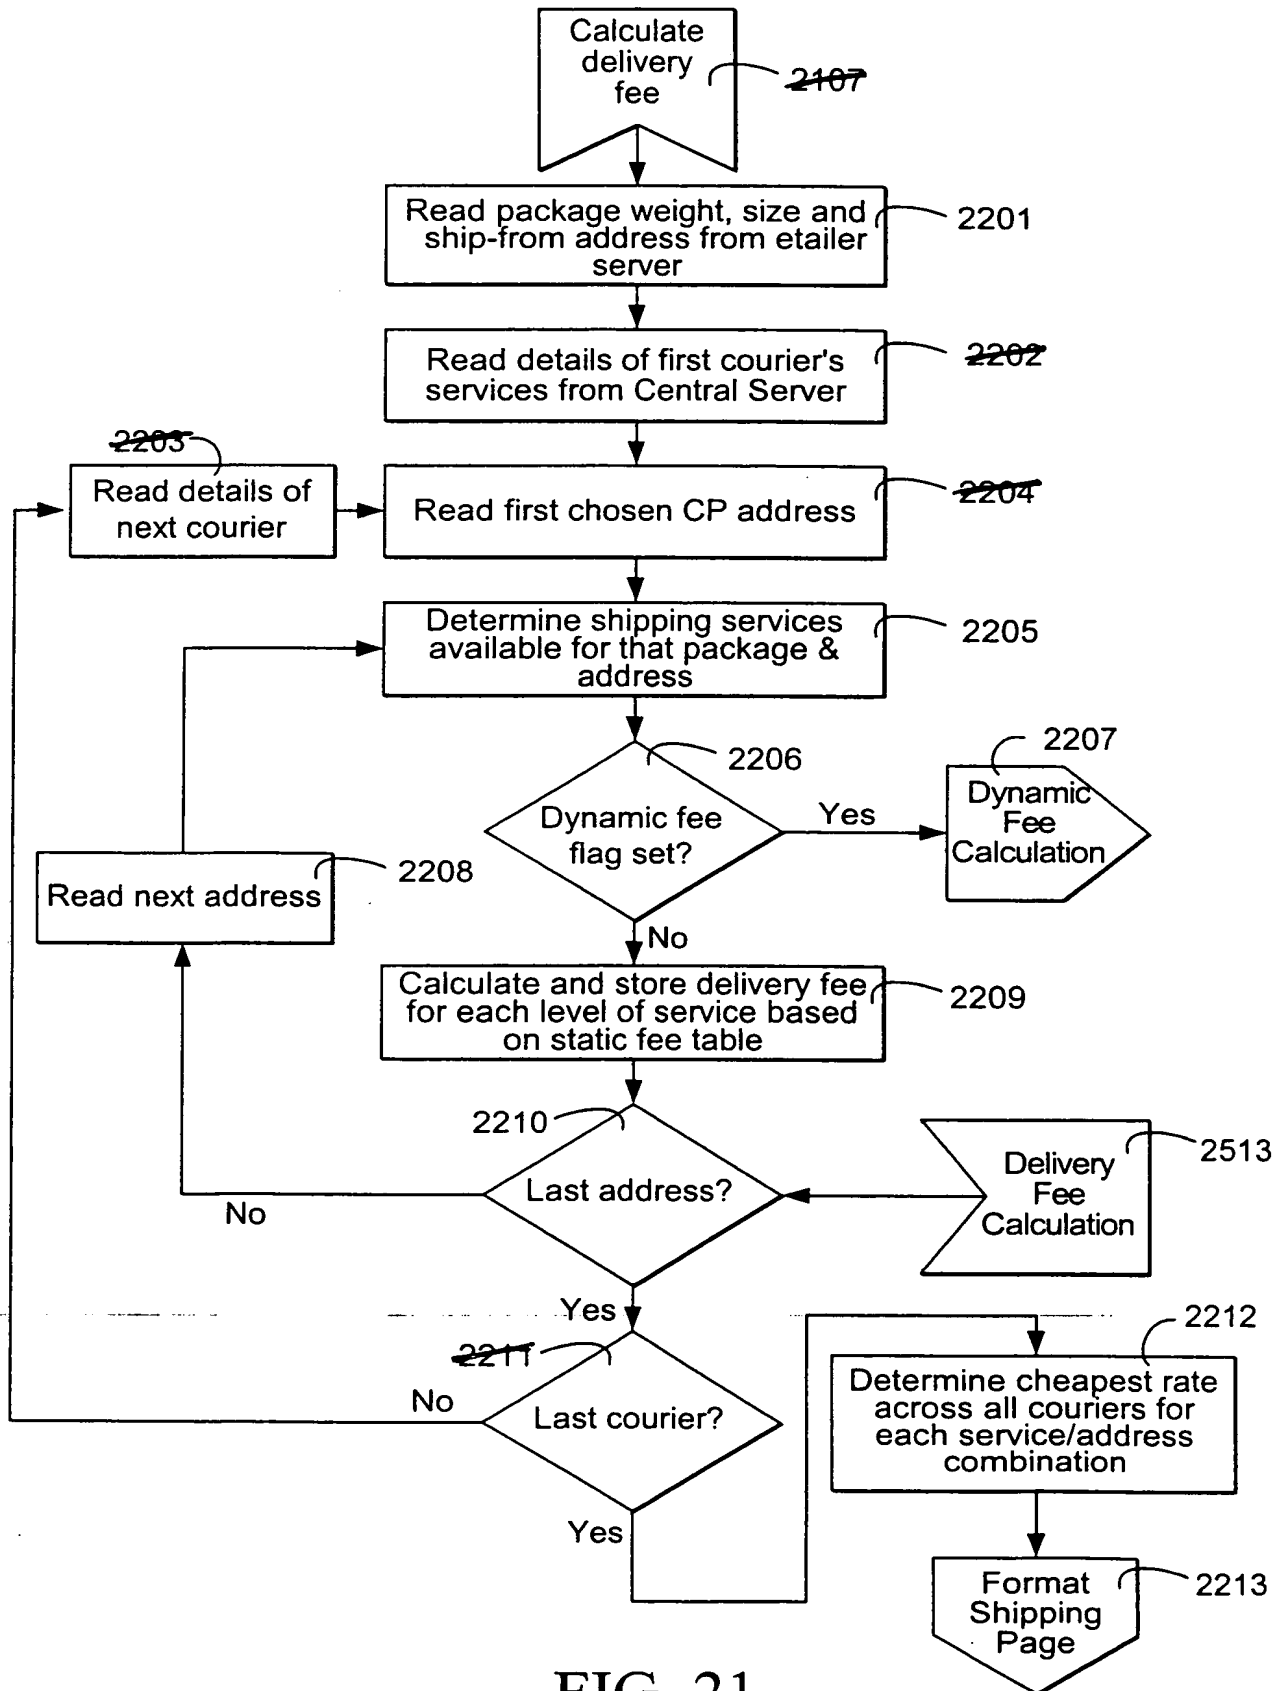 Calculate
delivery
fee
2107
Read package weight, size and
ship-from address from etailer
server
2201
Read details of first courier's
services from Central Server
2202
2203
Read details of
next courier
Read first chosen CP address
2204
Determine shipping services
available for that package &
address
2205
2206
Dynamic fee
flag set?
Yes
2207
Dynamic
Fee
Calculation
Read next address
2208
No
Calculate and store delivery fee
for each level of service based
on static fee table
2209
2210
Last address?
No
2513
Delivery
Fee
Calculation
Yes
2211
Last courier?
No
Yes
2212
Determine cheapest rate
across all couriers for
each service/address
combination
Format
Shipping
Page
2213
FIG. 21